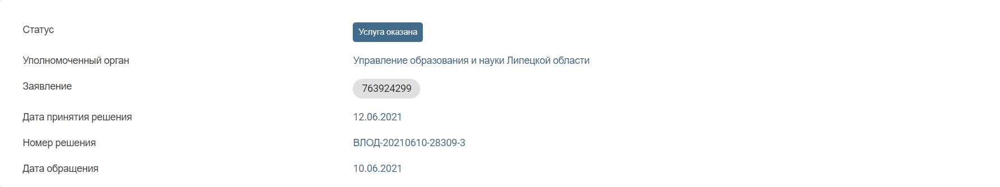 Статус
Услуга оказана
Уполномоченный орган
Управление образования и науки Липецкой области
Заявление
763924299
Дата принятия решения
12.06.2021
Номер решения
ВЛОД-20210610-28309-3
Дата обращения
10.06.2021